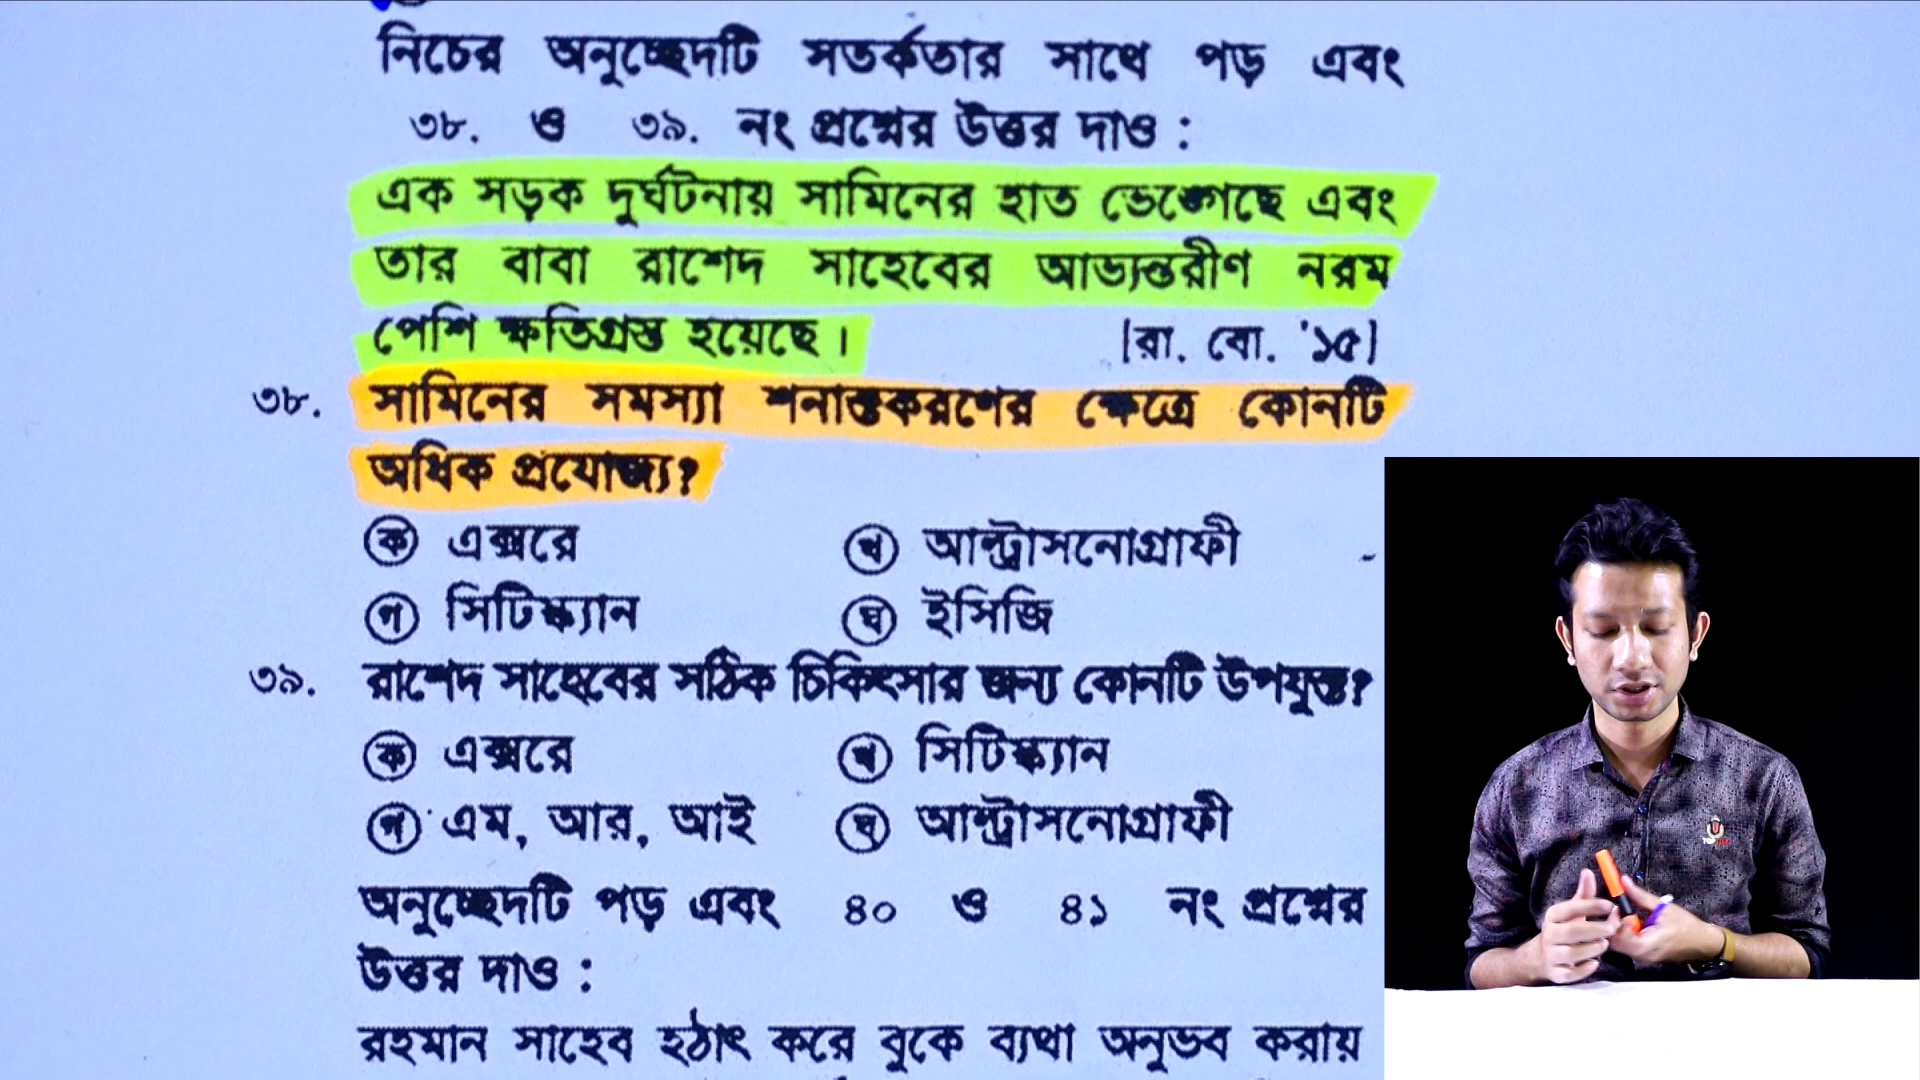 নিচের অনুচ্ছেদটি সতর্কতার সাথে পড় এবং
৩৮. ও ৩৯. নং প্রশ্নের উত্তর দাও :
এক সড়ক দুর্ঘটনায় সামিনের হাত ভেঙ্গেছে এবং
তার বাবা রাশেদ সাহেবের আভ্যন্তরীণ নরম
পেশি ক্ষতিগ্রস্ত হয়েছে। [রা. বো. '১৫]
৩৮. সামিনের সমস্যা শনাক্তকরণের ক্ষেত্রে কোনটি
অধিক প্রযোজ্য?
ক এক্সরে খ আল্ট্রাসনোগ্রাফী
গ সিটিস্ক্যান ঘ ইসিজি
৩৯. রাশেদ সাহেবের সঠিক চিকিৎসার জন্য কোনটি উপযুক্ত?
ক এক্সরে খ সিটিস্ক্যান
গ এম, আর, আই ঘ আল্ট্রাসনোগ্রাফী
অনুচ্ছেদটি পড় এবং ৪০ ও ৪১ নং প্রশ্নের
উত্তর দাও :
রহমান সাহেব হঠাৎ করে বুকে ব্যথা অনুভব করায়